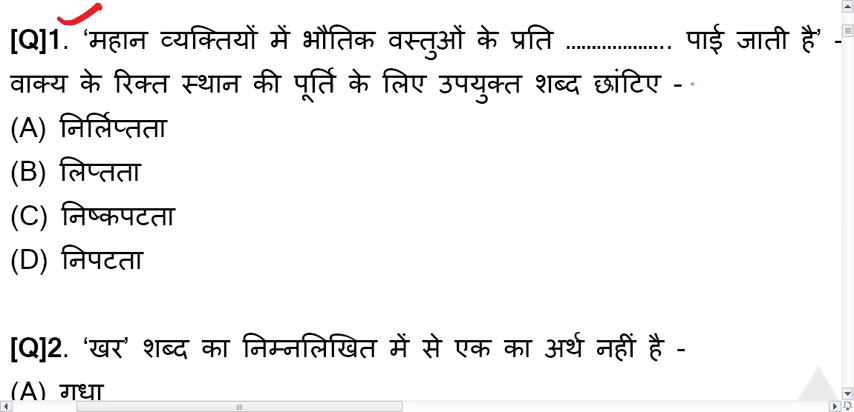 [Q]1. ‘महान व्यक्तियों में भौतिक वस्तुओं के प्रति .................... पाई जाती है’ -
वाक्य के रिक्त स्थान की पूर्ति के लिए उपयुक्त शब्द छांटिए -
(A) निर्लिप्तता
(B) लिप्तता
(C) निष्कपटता
(D) निपटता
[Q]2. ‘खर’ शब्द का निम्नलिखित में से एक का अर्थ नहीं है -
(A) गधा